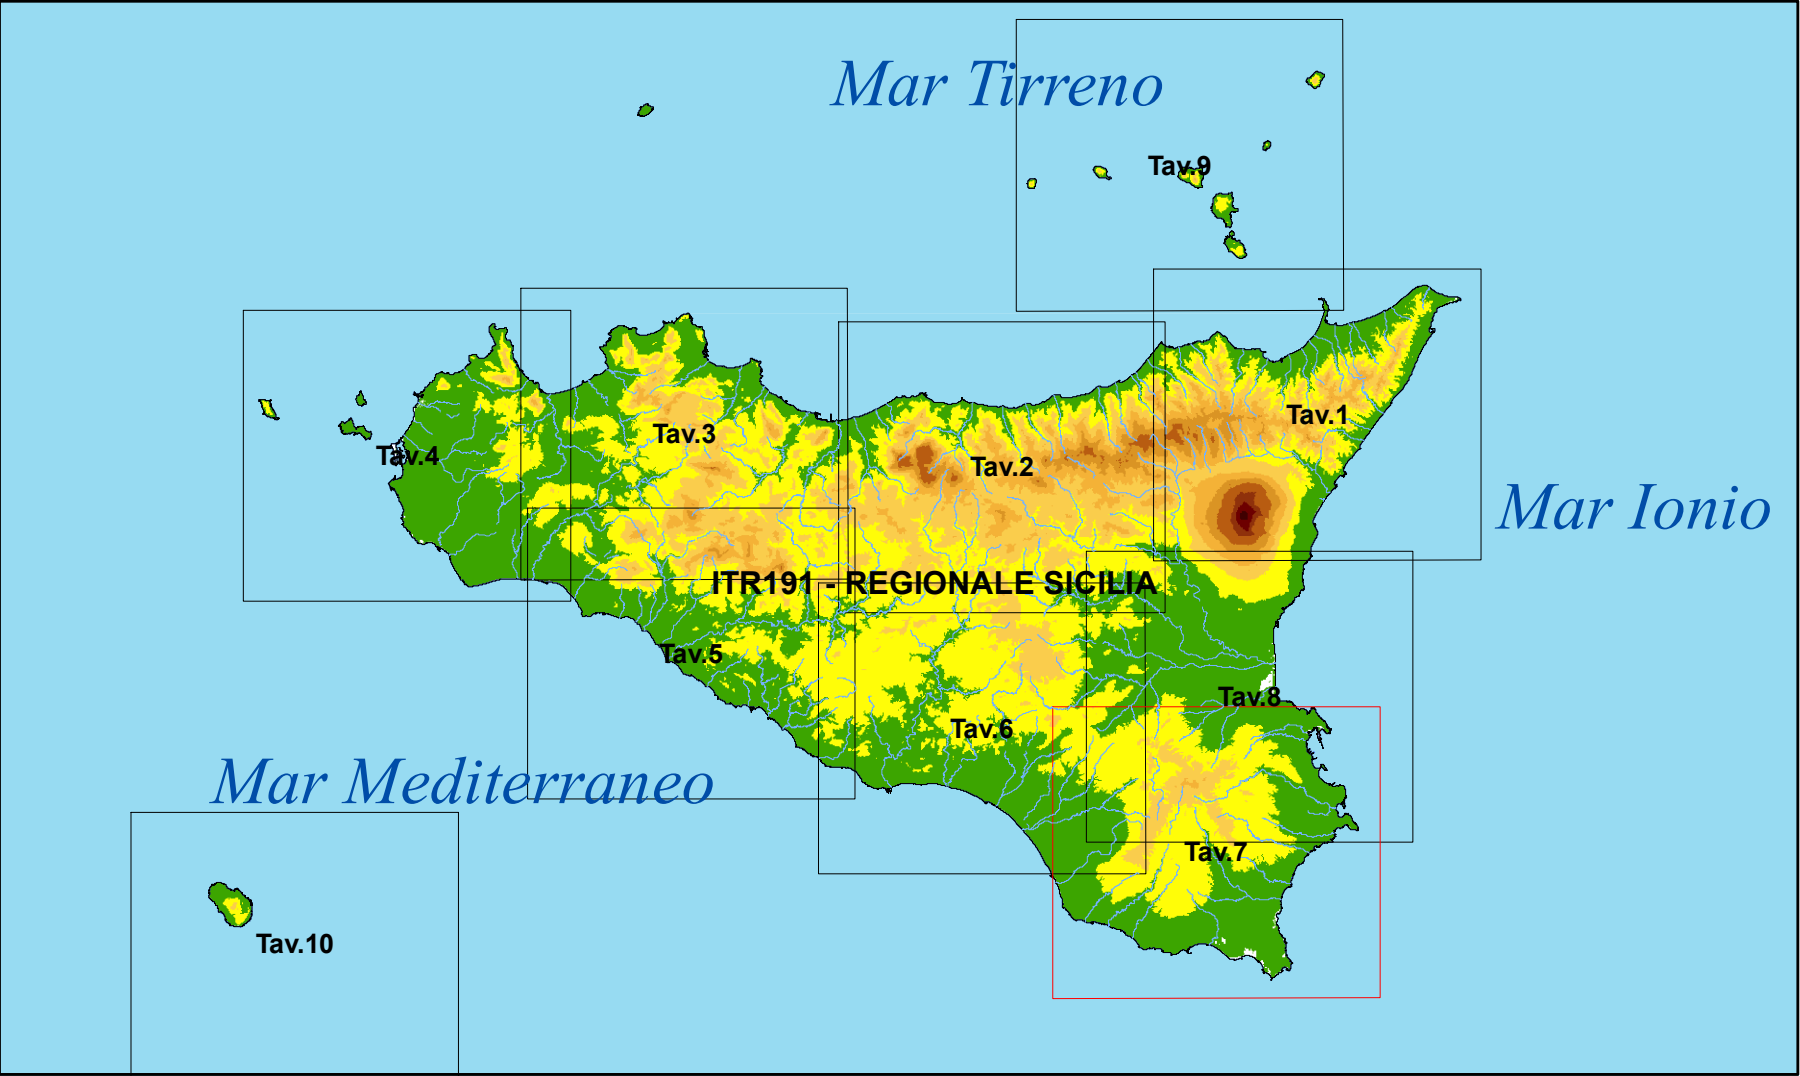 Mar Tirreno
Tav.9
Tav.1
Tav.3
Tav.4
Tav.2
Mar Ionio
ITR191 - REGIONALE SICILIA
Tav.5
Tav.8
Tav.6
Mar Mediterraneo
Tav.7
Tav.10